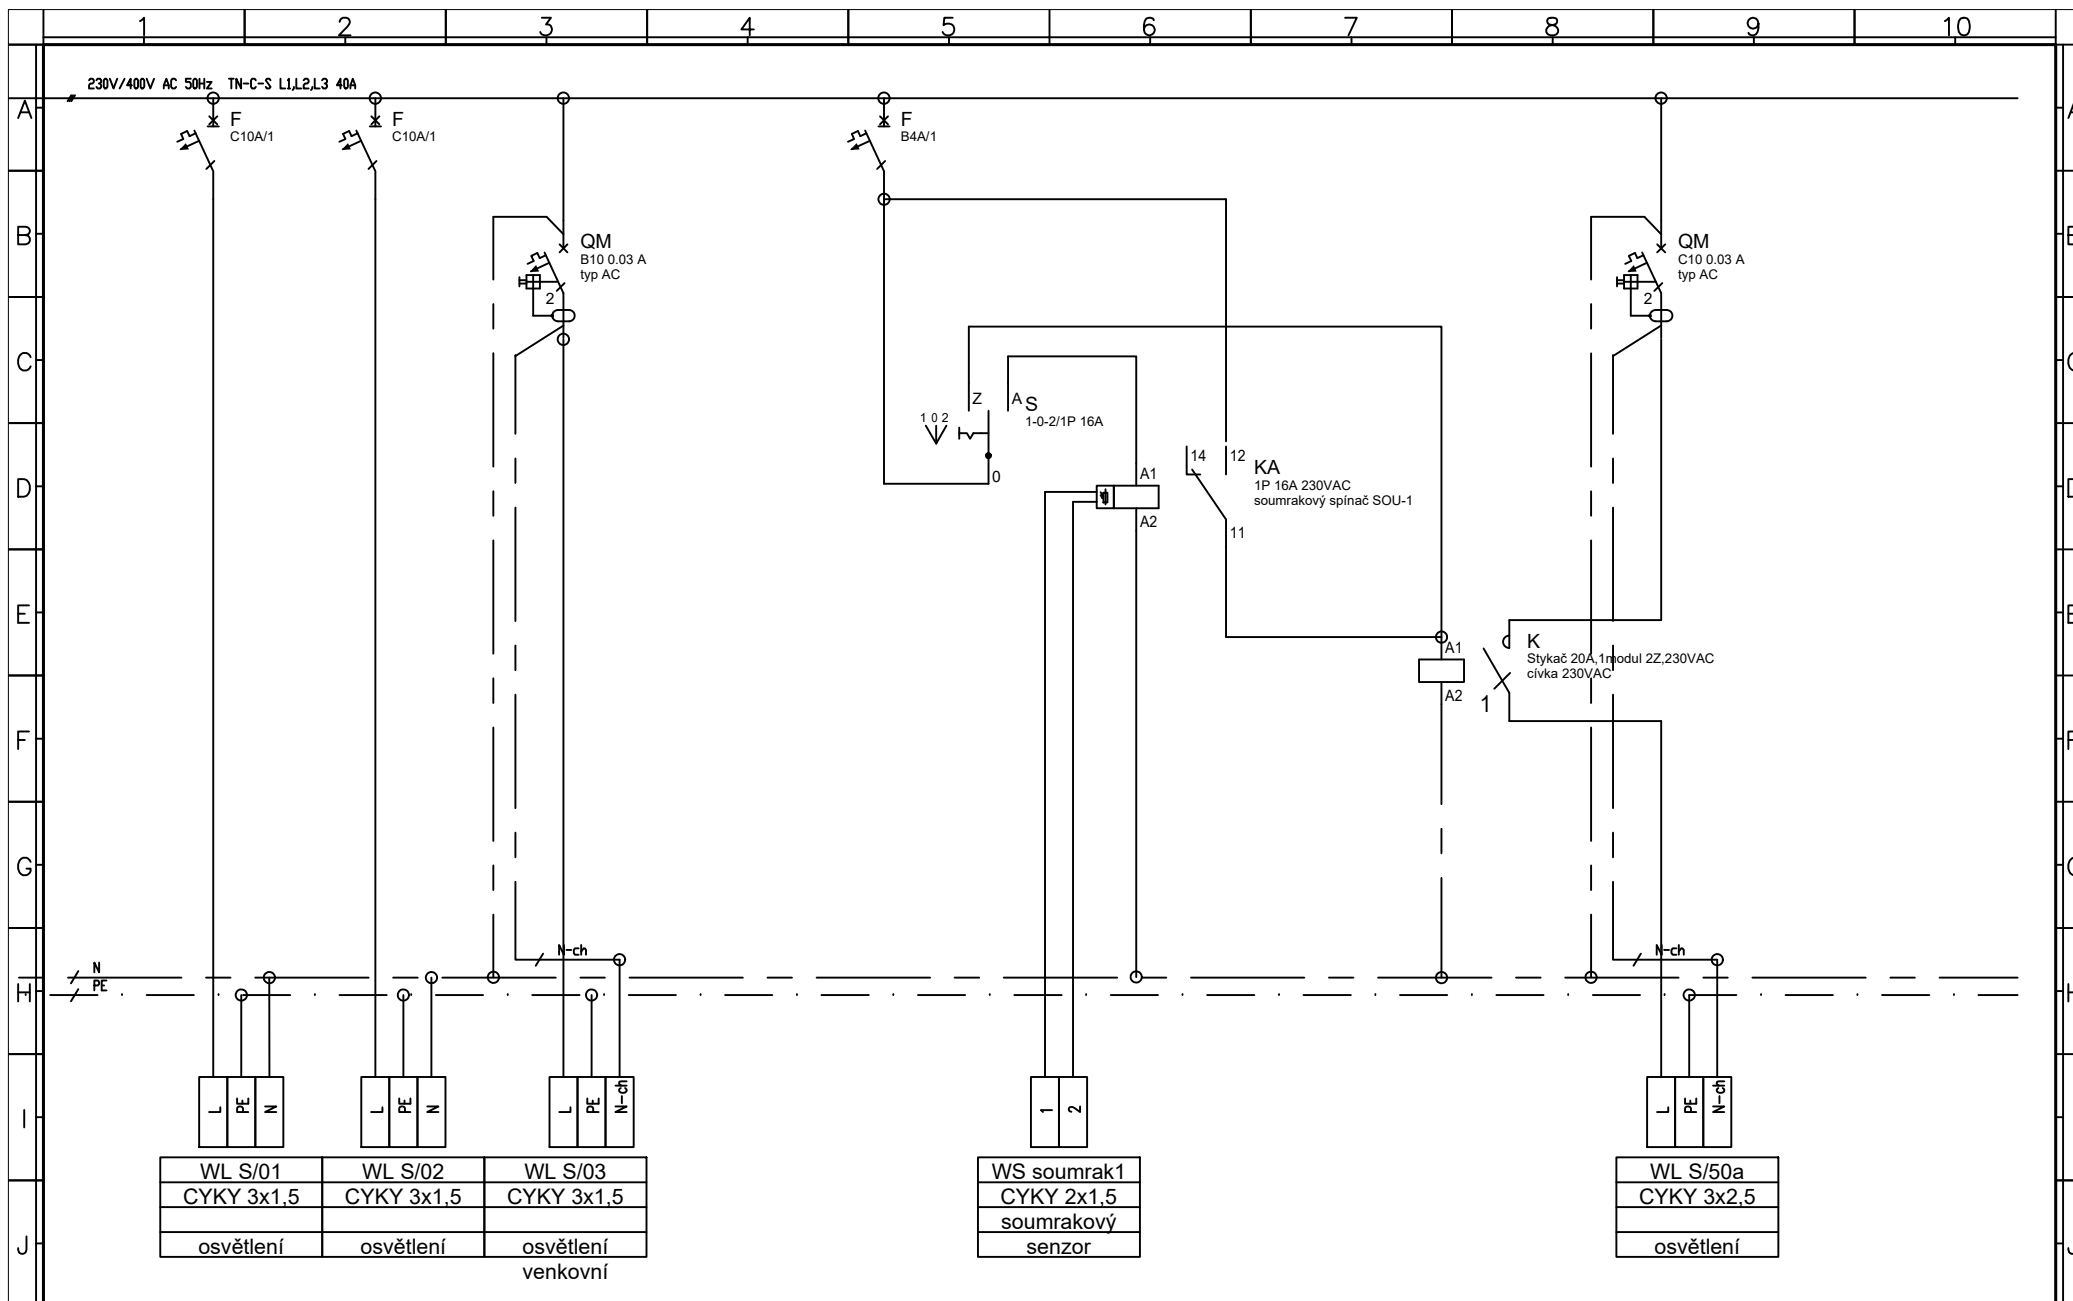 1 2 3 4 5 6 7 8 9 10
230V/400V AC 50Hz TN-C-S L1,L2,L3 40A
A
F
C10A/1
F
C10A/1
F
B4A/1
B
QM
B10 0.03 A
typ AC
2
QM
C10 0.03 A
typ AC
2
C
Z
A
S
1-0-2/1P 16A
1 0 2
0
D
A1
A2
14
12
KA
1P 16A 230VAC
soumrakový spínač SOU-1
11
E
A1
A2
K
Stykač 20A,1modul 2Z,230VAC
cívka 230VAC
1
F
G
N-ch
N-ch
N
PE
H
I
L PE N
L PE N
L PE N-ch
1 2
L PE N-ch
WL S/01 WL S/02 WL S/03 WS soumrak1 WL S/50a
CYKY 3x1,5 CYKY 3x1,5 CYKY 3x1,5 CYKY 2x1,5 CYKY 3x2,5
soumrakový
J
osvětlení osvětlení osvětlení senzor osvětlení
venkovní